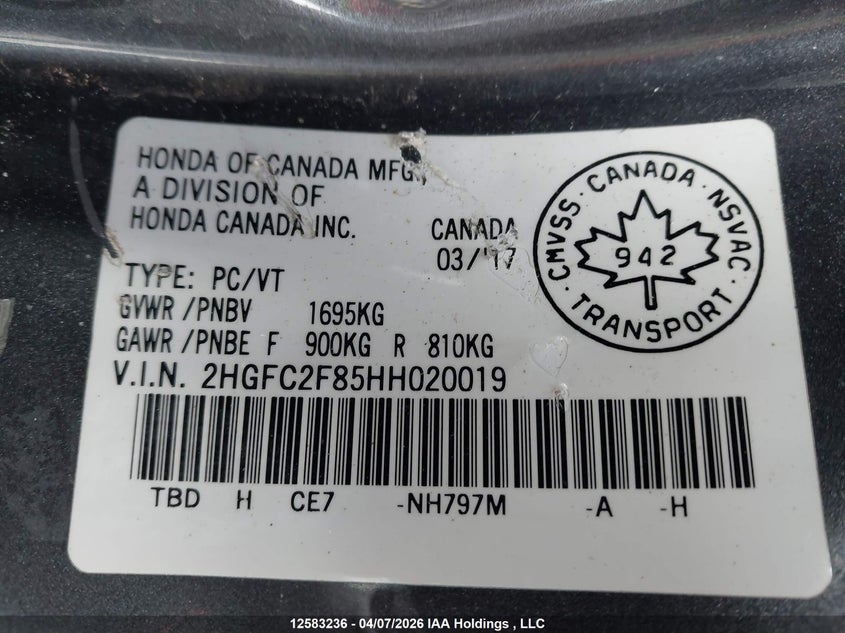 HONDA OF CANADA MFG.,
A DIVISION OF
HONDA CANADA INC. CANADA
03/'17
TYPE: PC/VT
GVWR/PNBV 1695KG
GAWR/PNBE F 900KG R 810KG
V.I.N. 2HGFC2F85HH020019
TBD H CE7 -NH797M -A -H
CMVSS · CANADA · NSVAC
942
· TRANSPORT ·
12583236 - 04/07/2026 IAA Holdings , LLC